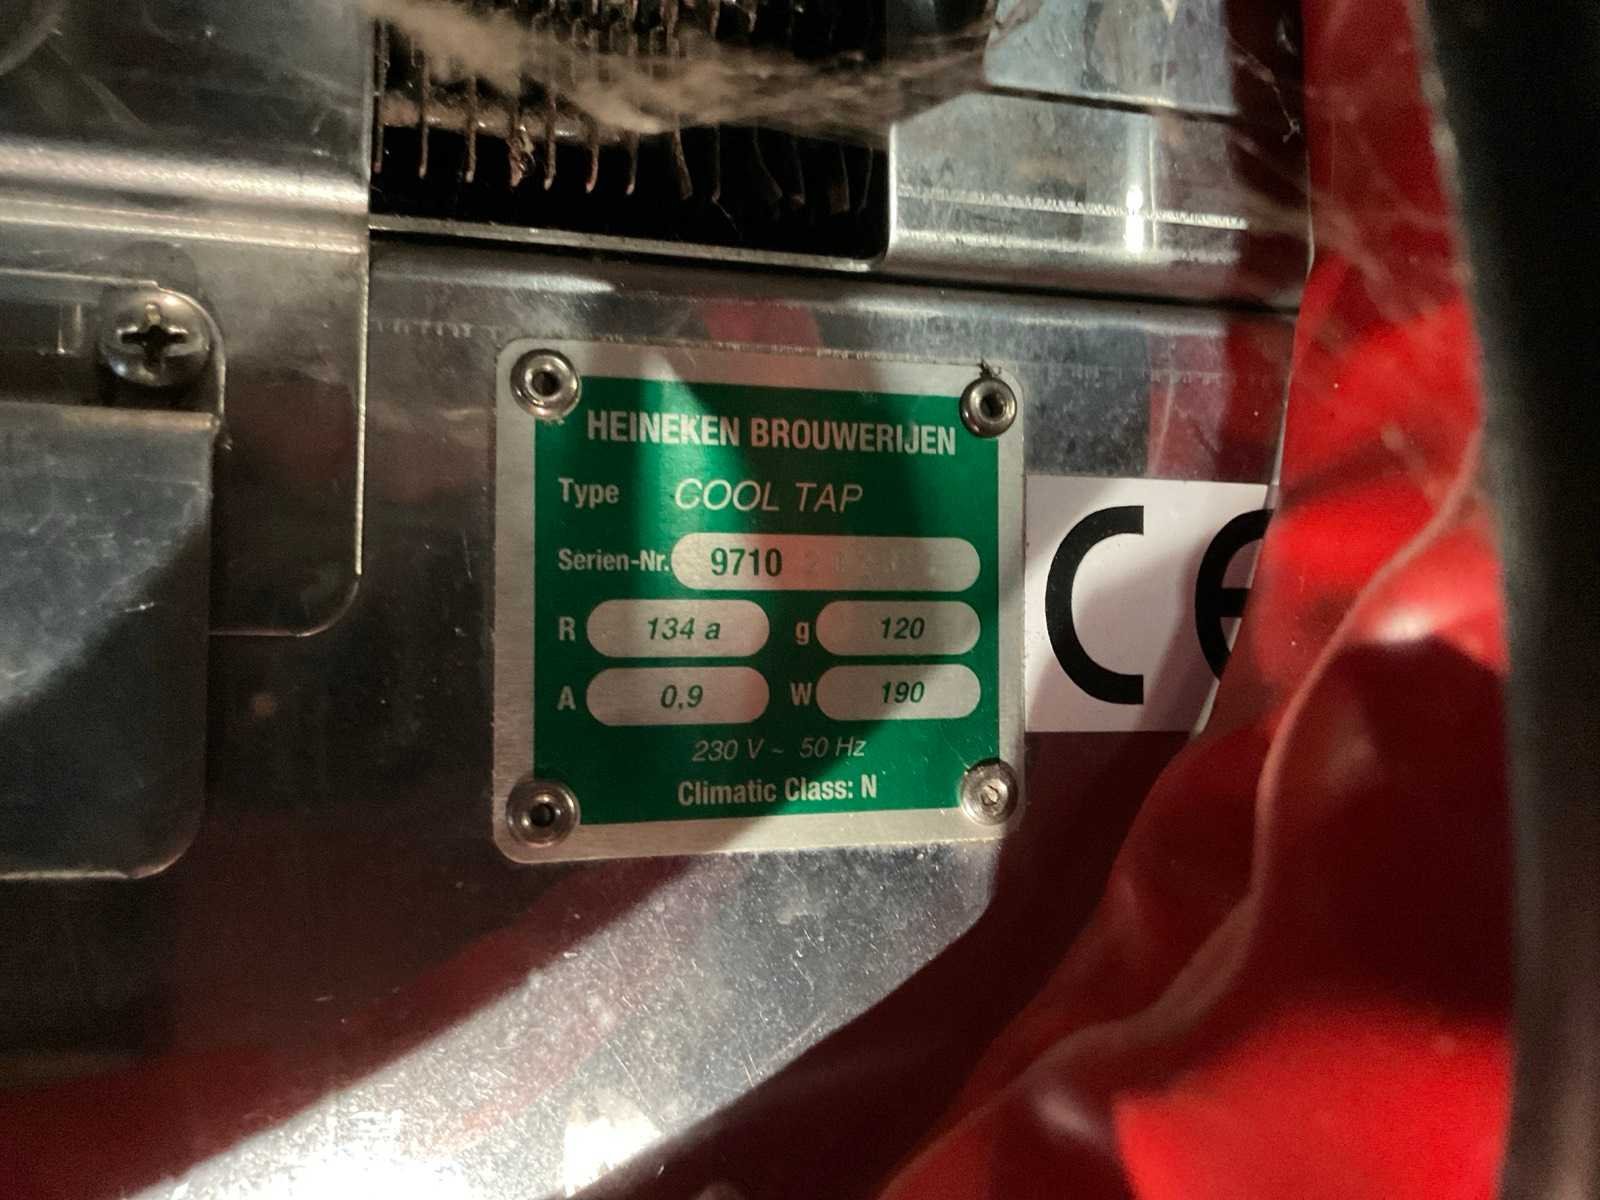 HEINEKEN BROUWERIJEN
Type COOL TAP
Serien-Nr. 9710
R 134 a g 120
A 0,9 W 190
230 V ~ 50 Hz
Climatic Class: N
CE